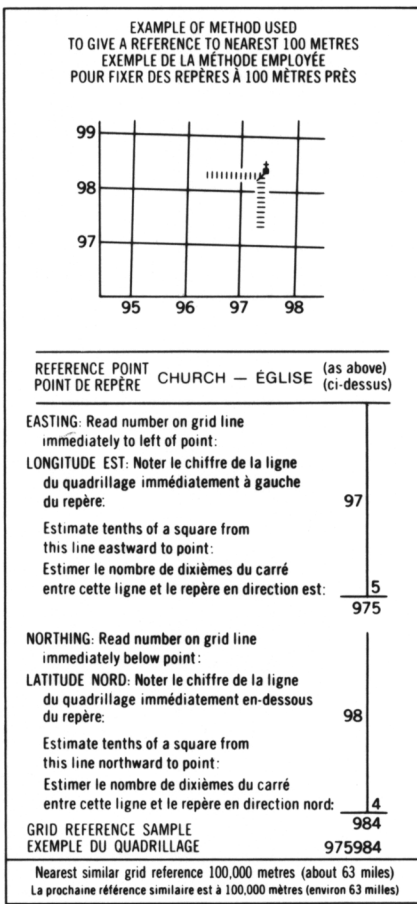 EXAMPLE OF METHOD USED
TO GIVE A REFERENCE TO NEAREST 100 METRES
EXEMPLE DE LA MÉTHODE EMPLOYÉE
POUR FIXER DES REPÈRES À 100 MÈTRES PRÈS
99
98
97
95 96 97 98
REFERENCE POINT
POINT DE REPÈRE CHURCH — ÉGLISE (as above)
(ci-dessus)
EASTING: Read number on grid line
immediately to left of point:
LONGITUDE EST: Noter le chiffre de la ligne
du quadrillage immédiatement à gauche
du repère: 97
Estimate tenths of a square from
this line eastward to point:
Estimer le nombre de dixièmes du carré
entre cette ligne et le repère en direction est: 5
975
NORTHING: Read number on grid line
immediately below point:
LATITUDE NORD: Noter le chiffre de la ligne
du quadrillage immédiatement en-dessous
du repère: 98
Estimate tenths of a square from
this line northward to point:
Estimer le nombre de dixièmes du carré
entre cette ligne et le repère en direction nord: 4
GRID REFERENCE SAMPLE 984
EXEMPLE DU QUADRILLAGE 975984
Nearest similar grid reference 100,000 metres (about 63 miles)
La prochaine référence similaire est à 100,000 mètres (environ 63 milles)